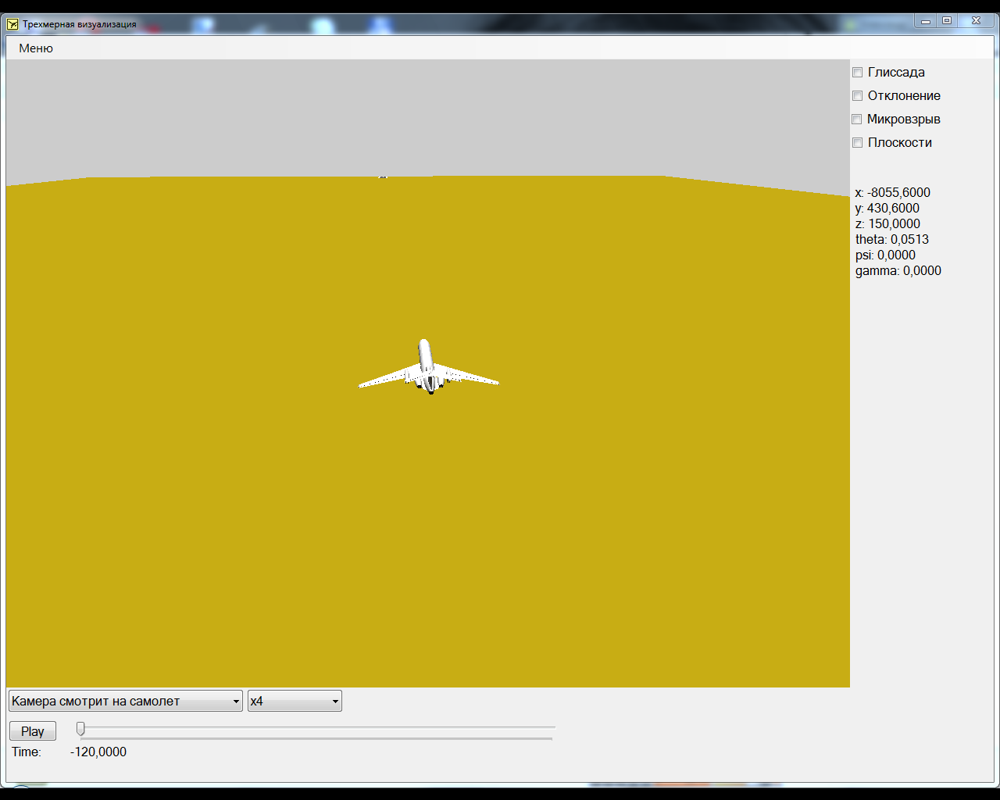 Трехмерная визуализация
Меню
Глиссада
Отклонение
Микровзрыв
Плоскости
x: -8055,6000
y: 430,6000
z: 150,0000
theta: 0,0513
psi: 0,0000
gamma: 0,0000
Камера смотрит на самолет
x4
Play
Time: -120,0000